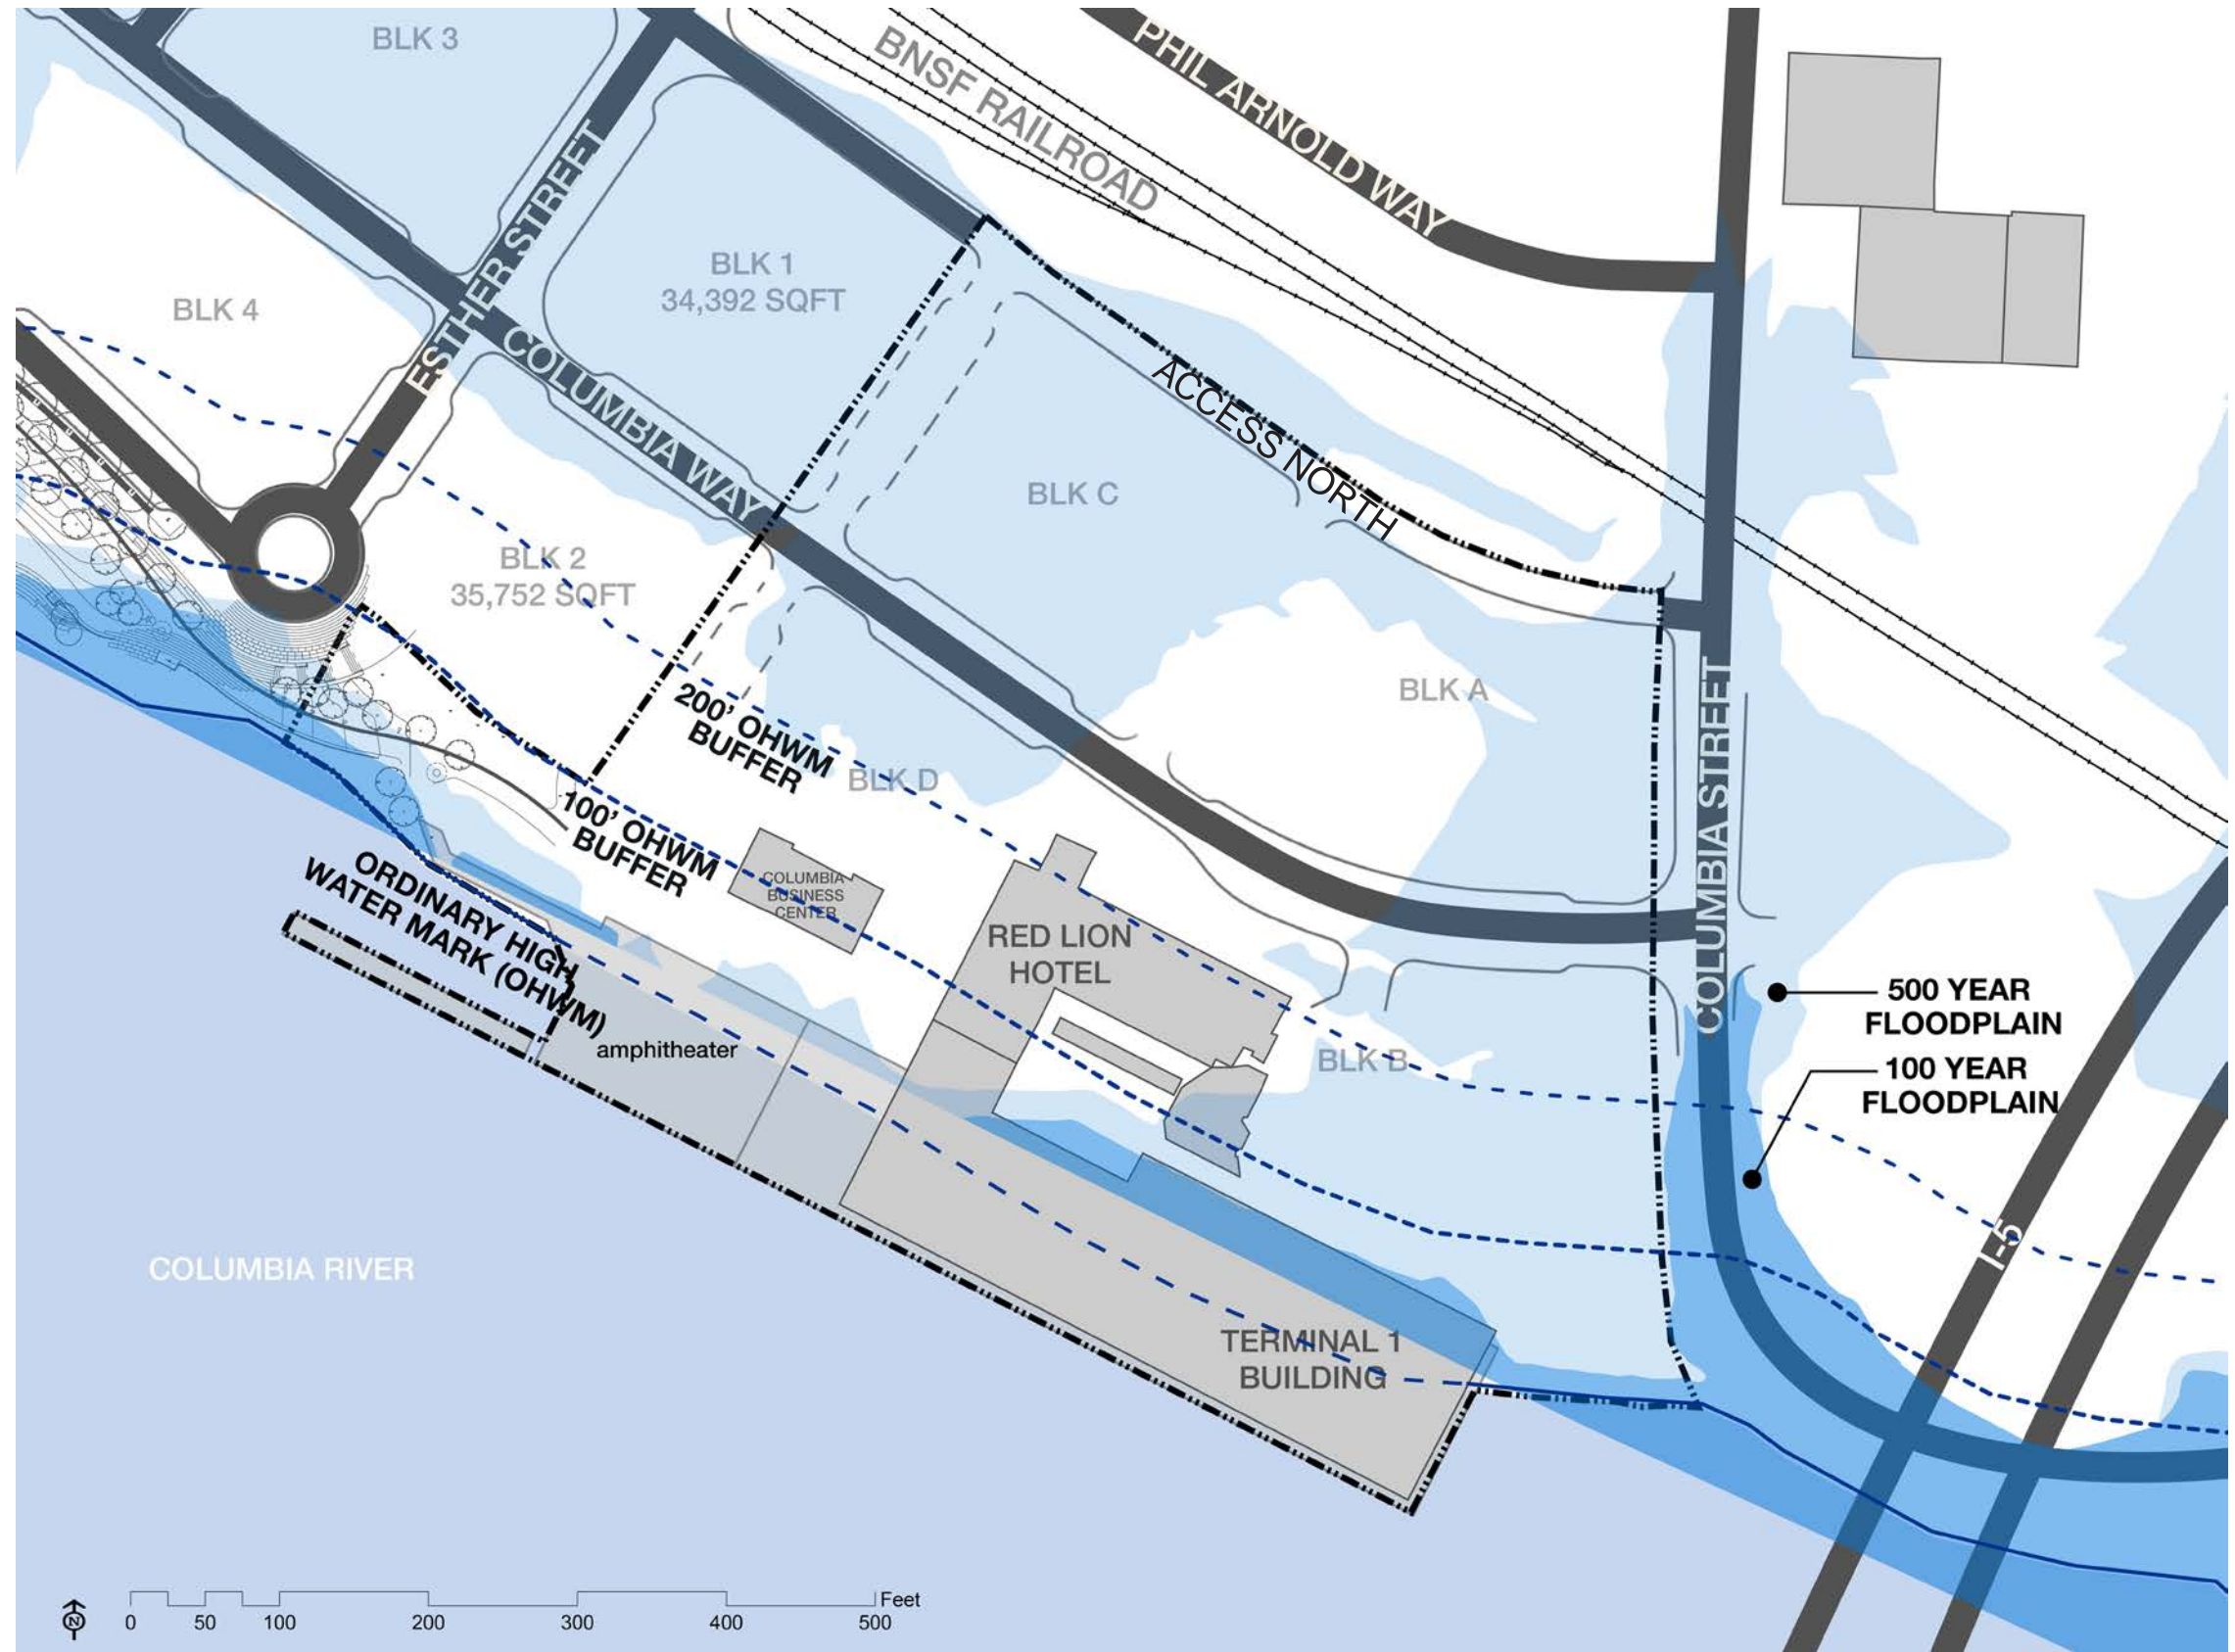 BLK 3
BNSF RAILROAD
PHIL ARNOLD WAY
ESTHER STREET
BLK 1
34,392 SQFT
BLK 4
COLUMBIA WAY
ACCESS NORTH
BLK C
BLK 2
35,752 SQFT
BLK A
COLUMBIA STREET
200' OHWM
BUFFER
BLK D
100' OHWM
BUFFER
COLUMBIA
BUSINESS
CENTER
ORDINARY HIGH
WATER MARK (OHWM)
RED LION
HOTEL
amphitheater
BLK B
500 YEAR
FLOODPLAIN
100 YEAR
FLOODPLAIN
I-5
COLUMBIA RIVER
TERMINAL 1
BUILDING
N
0 50 100 200 300 400 500 Feet